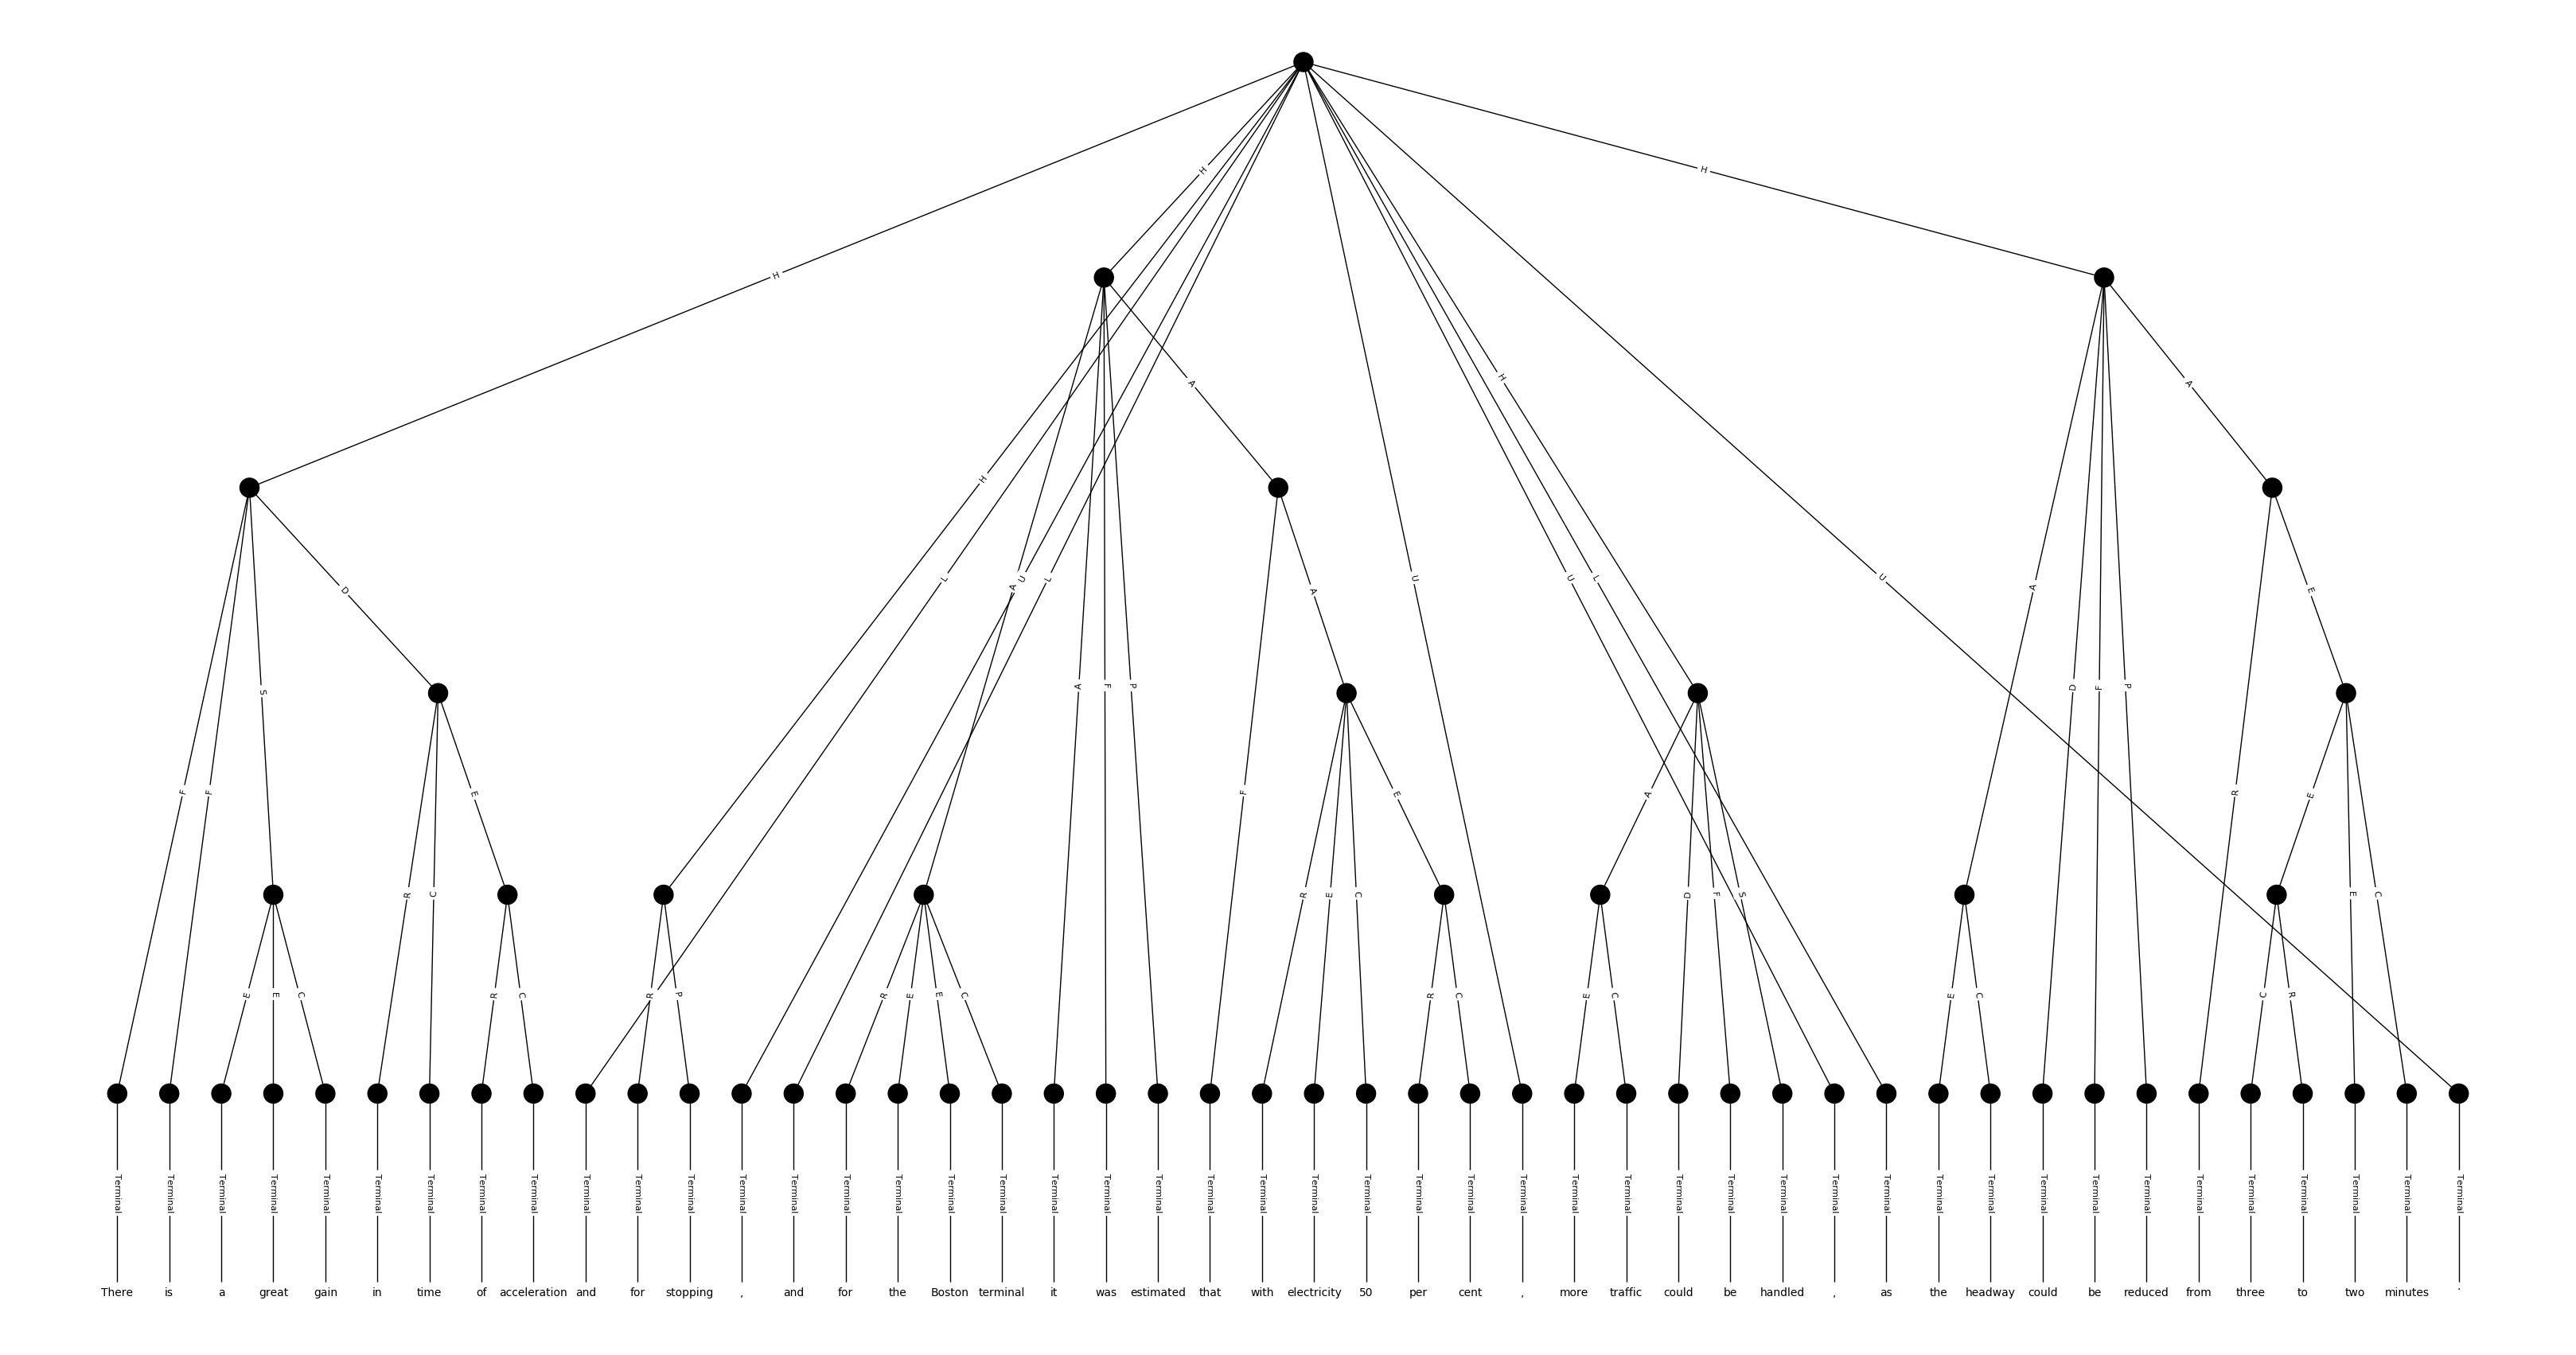 H
H
H
H
A
A
H
L
A
U
L
U
U
L
U
A
D
A
E
S
A
F
P
D
F
P
F
F
E
F
E
A
R
E
R
C
R
E
C
D
F
S
E
C
E
E
C
R
C
R
P
R
E
E
C
R
C
E
C
E
C
C
R
Terminal Terminal Terminal Terminal Terminal Terminal Terminal Terminal Terminal Terminal Terminal Terminal Terminal Terminal Terminal Terminal Terminal Terminal Terminal Terminal Terminal Terminal Terminal Terminal Terminal Terminal Terminal Terminal Terminal Terminal Terminal Terminal Terminal Terminal Terminal Terminal Terminal Terminal Terminal Terminal Terminal Terminal Terminal Terminal Terminal Terminal
There is a great gain in time of acceleration and for stopping , and for the Boston terminal it was estimated that with electricity 50 per cent , more traffic could be handled , as the headway could be reduced from three to two minutes .